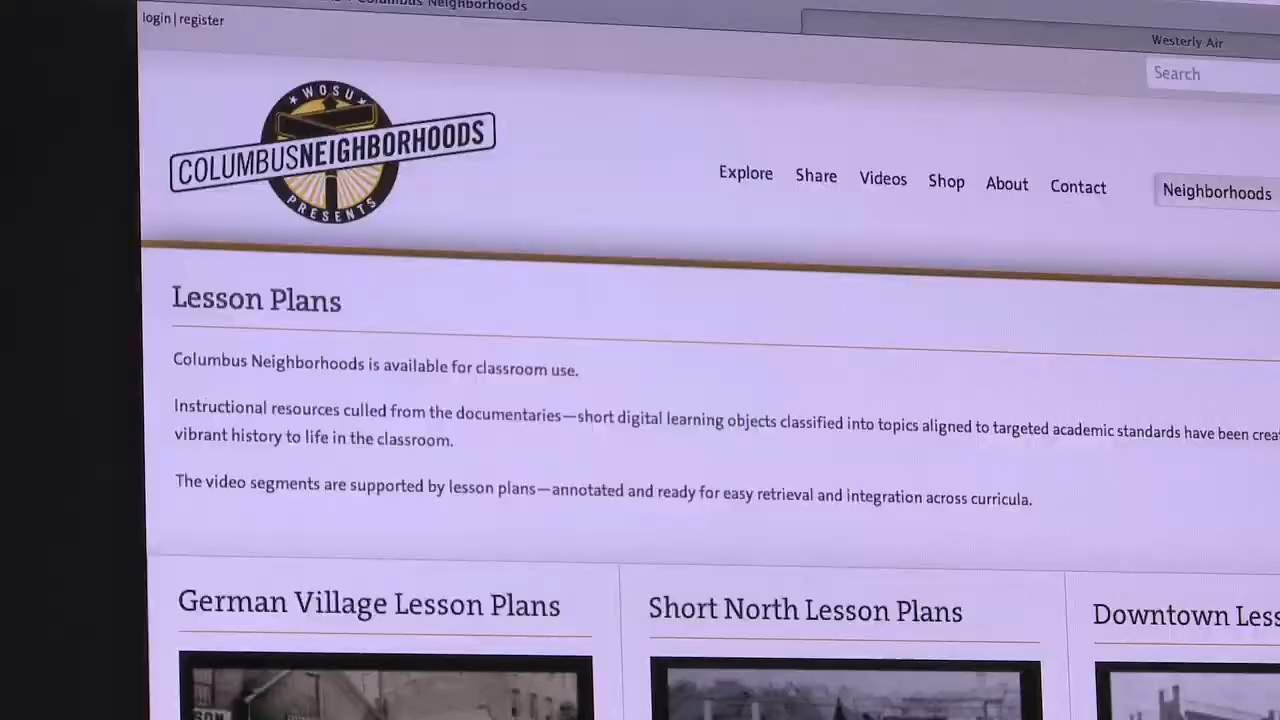 Columbus Neighborhoods
login | register
Westerly Air
Search
WOSU
COLUMBUSNEIGHBORHOODS
PRESENTS
Explore Share Videos Shop About Contact Neighborhoods
Lesson Plans
Columbus Neighborhoods is available for classroom use.
Instructional resources culled from the documentaries—short digital learning objects classified into topics aligned to targeted academic standards have been
vibrant history to life in the classroom.
The video segments are supported by lesson plans—annotated and ready for easy retrieval and integration across curricula.
German Village Lesson Plans
Short North Lesson Plans
Downtown